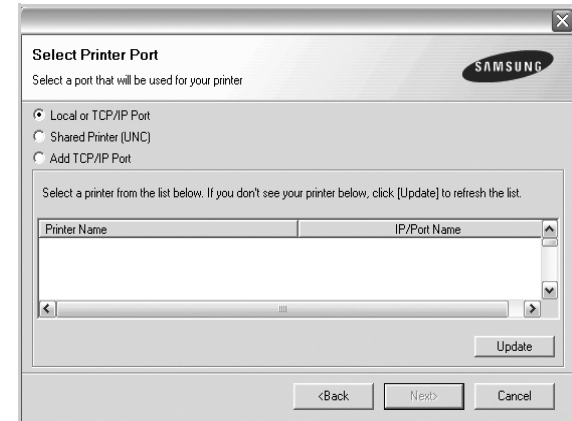 Select Printer Port
Select a port that will be used for your printer
SAMSUNG
Local or TCP/IP Port
Shared Printer (UNC)
Add TCP/IP Port
Select a printer from the list below. If you don't see your printer below, click [Update] to refresh the list.
Printer Name IP/Port Name
Update
<Back Next> Cancel